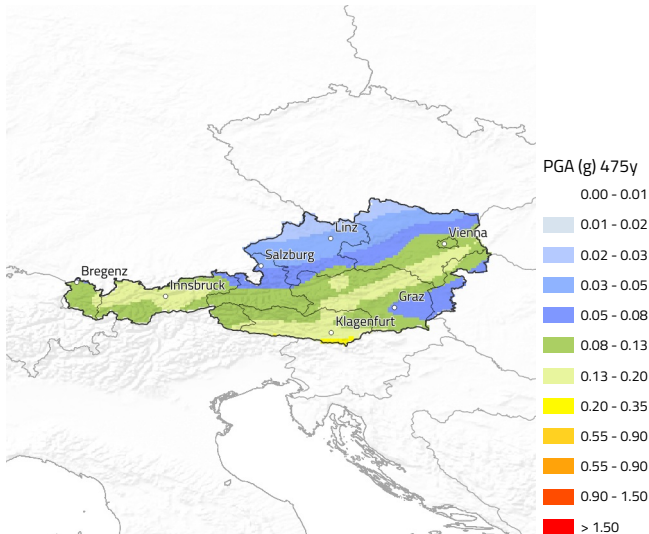 Linz
Vienna
Salzburg
Bregenz
Innsbruck
Graz
Klagenfurt
PGA (g) 475y
0.00 - 0.01
0.01 - 0.02
0.02 - 0.03
0.03 - 0.05
0.05 - 0.08
0.08 - 0.13
0.13 - 0.20
0.20 - 0.35
0.55 - 0.90
0.55 - 0.90
0.90 - 1.50
> 1.50